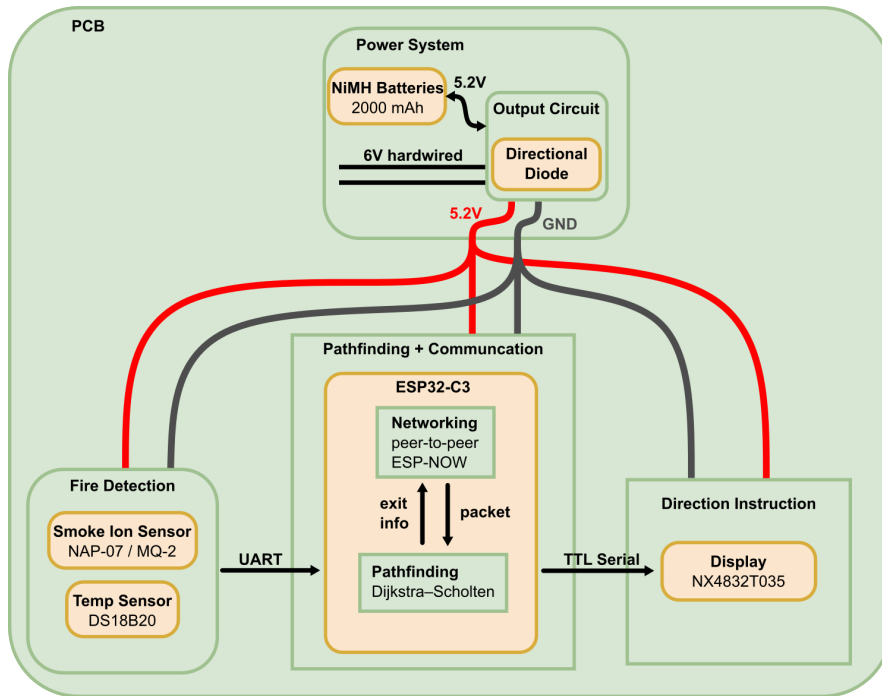 PCB
Power System
NiMH Batteries
2000 mAh
5.2V
Output Circuit
6V hardwired
Directional
Diode
5.2V
GND
Pathfinding + Communcation
ESP32-C3
Networking
peer-to-peer
ESP-NOW
exit
info
packet
Pathfinding
Dijkstra–Scholten
Fire Detection
Smoke Ion Sensor
NAP-07 / MQ-2
Temp Sensor
DS18B20
UART
TTL Serial
Direction Instruction
Display
NX4832T035